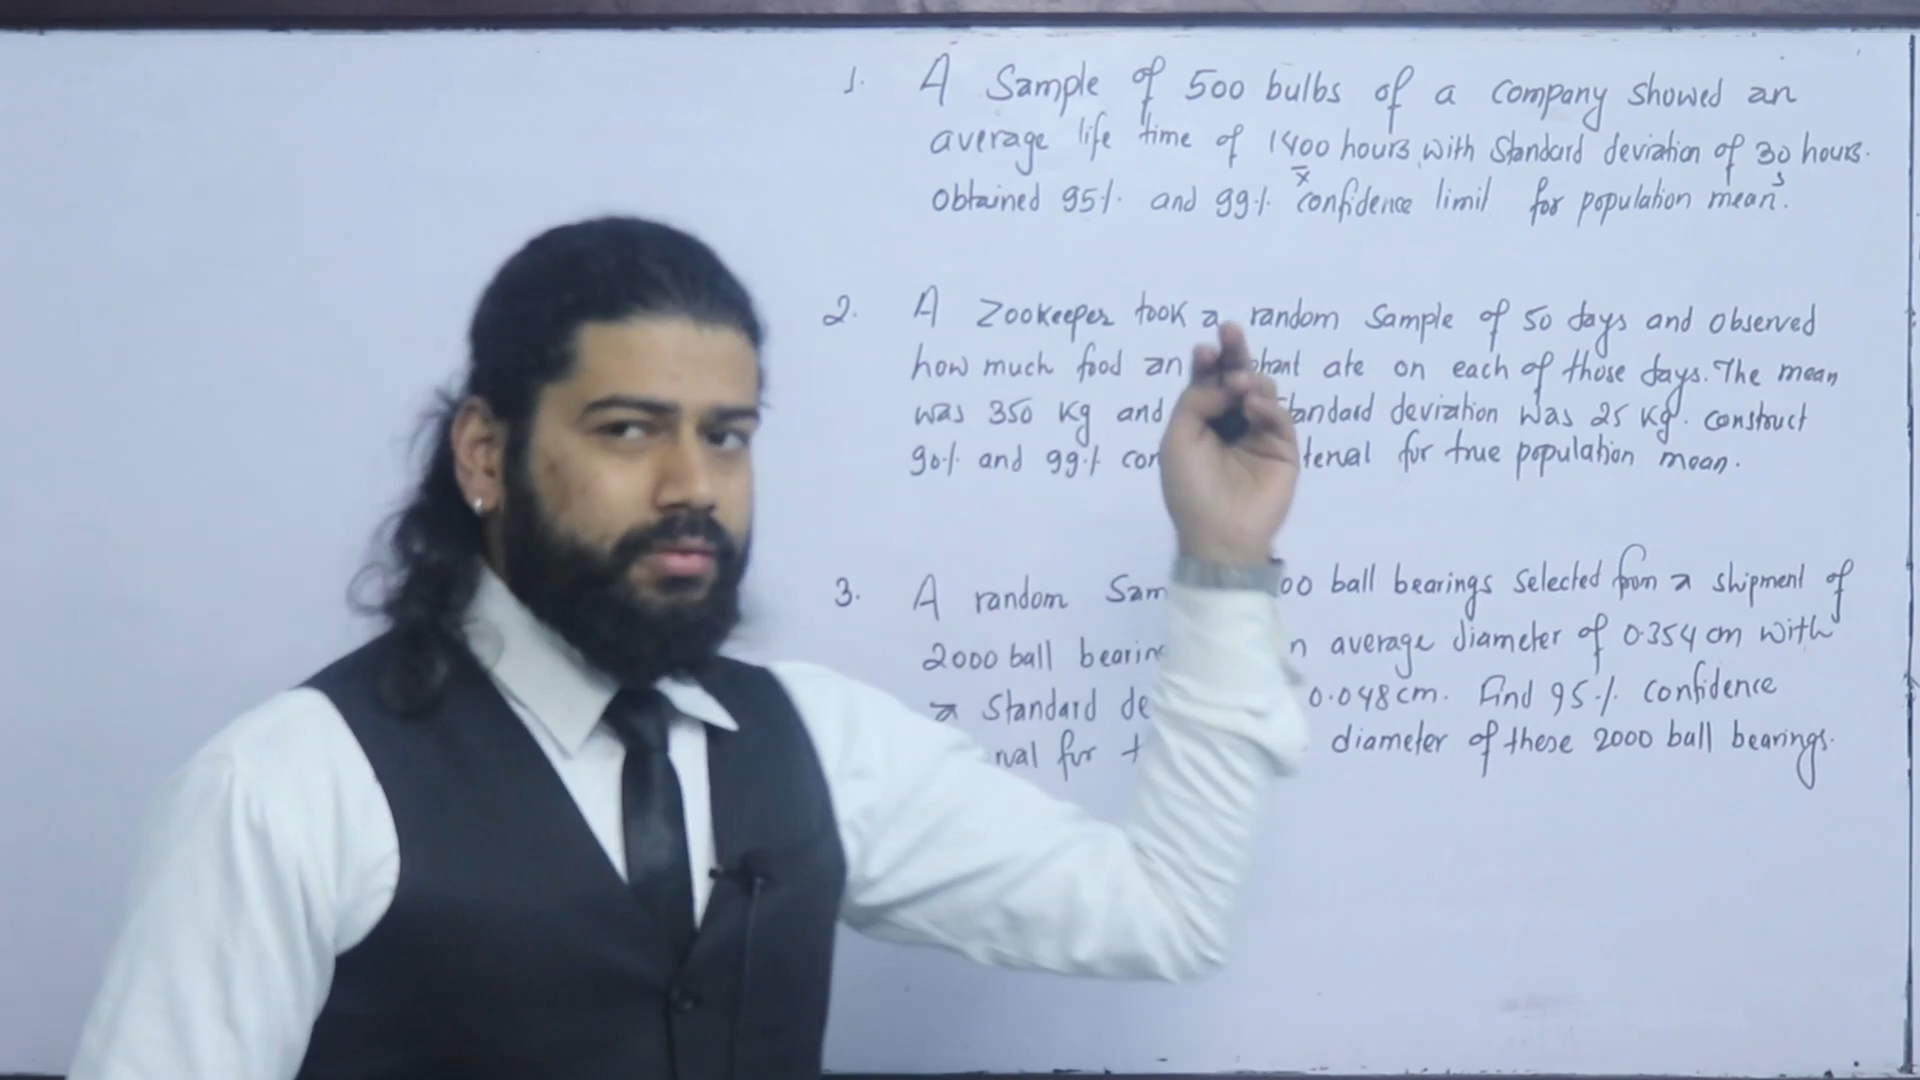 1. A Sample of 500 bulbs of a company showed an
average life time of 1400 hours with standard deviation of 30 hours.
x̄ s
Obtained 95% and 99% confidence limit for population mean.
2. A Zookeeper took a random Sample of 50 days and observed
how much food an ate on each of those days. The mean
was 350 Kg and standard deviation was 25 Kg. construct
90% and 99% for true population mean.
3. A random ball bearings selected from a shipment of
2000 ball average diameter of 0.354 cm with
a standard 0.048 cm. Find 95% confidence
for diameter of these 2000 ball bearings.